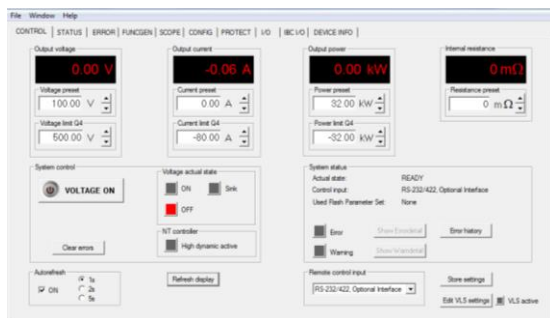 File Window Help
CONTROL STATUS ERROR FUNCGEN SCOPE CONFIG PROTECT I/O IBC I/O DEVICE INFO
Output voltage Output current Output power Internal resistance
0.00 V -0.06 A 0.00 kW 0 mΩ
Voltage preset Current preset Power preset Resistance preset
100.00 V 0.00 A 32.00 kW 0 mΩ
Voltage limit Q4 Current limit Q4 Power limit Q4
500.00 V -80.00 A -32.00 kW
System control
VOLTAGE ON
Clear errors
Voltage actual state
ON Sink
OFF
NT controller
High dynamic active
System status
Actual state: READY
Control input: RS-232/422, Optional Interface
Used Flash Parameter Set: None
Error Error history
Warning
Autorefresh
ON
1s
2s
5s
Refresh display
Remote control input
RS-232/422, Optional Interface
Store settings
Edit VLS settings VLS active